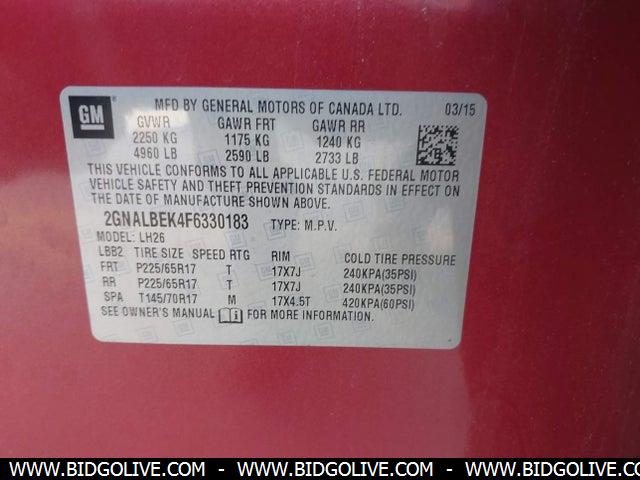 GM
MFD BY GENERAL MOTORS OF CANADA LTD. 03/15
GVWR GAWR FRT GAWR RR
2250 KG 1175 KG 1240 KG
4960 LB 2590 LB 2733 LB
THIS VEHICLE CONFORMS TO ALL APPLICABLE U.S. FEDERAL MOTOR
VEHICLE SAFETY AND THEFT PREVENTION STANDARDS IN EFFECT ON
THE DATE OF MANUFACTURE SHOWN ABOVE.
2GNALBEK4F6330183 TYPE: M.P.V.
MODEL: LH26
LBB2 TIRE SIZE SPEED RTG RIM COLD TIRE PRESSURE
FRT P225/65R17 T 17X7J 240KPA(35PSI)
RR P225/65R17 T 17X7J 240KPA(35PSI)
SPA T145/70R17 M 17X4.5T 420KPA(60PSI)
SEE OWNER'S MANUAL FOR MORE INFORMATION.
WWW.BIDGOLIVE.COM - WWW.BIDGOLIVE.COM - WWW.BIDGOLIVE.COM